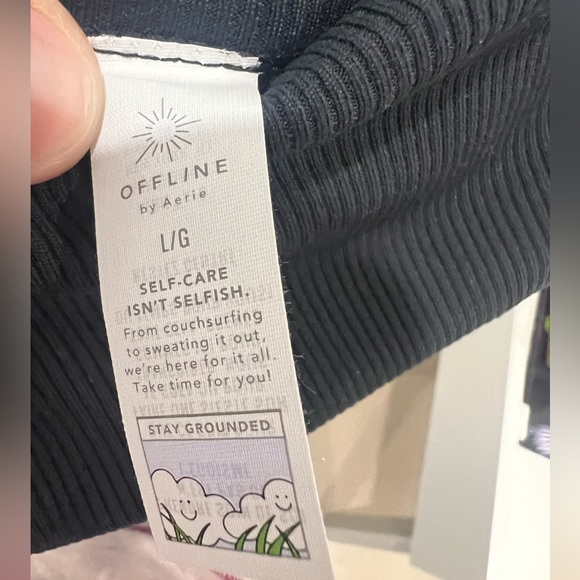 OFFLINE
by Aerie
L/G
SELF-CARE
ISN'T SELFISH.
From couchsurfing
to sweating it out,
we're here for it all.
Take time for you!
STAY GROUNDED